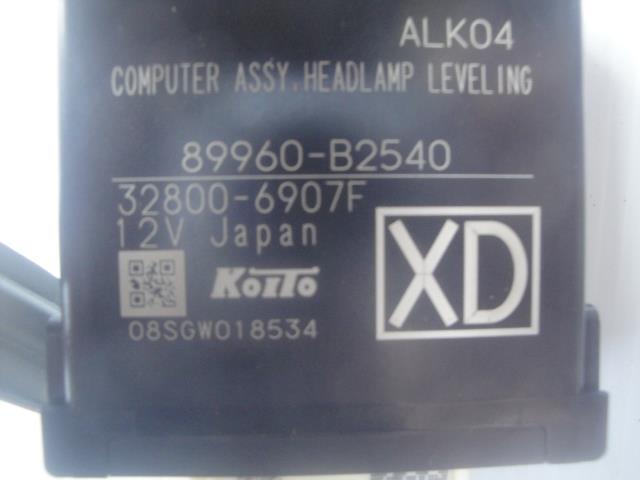 ALK04
COMPUTER ASSY.HEADLAMP LEVELING
89960-B2540
32800-6907F
12V Japan
KOITO
XD
08SGW018534